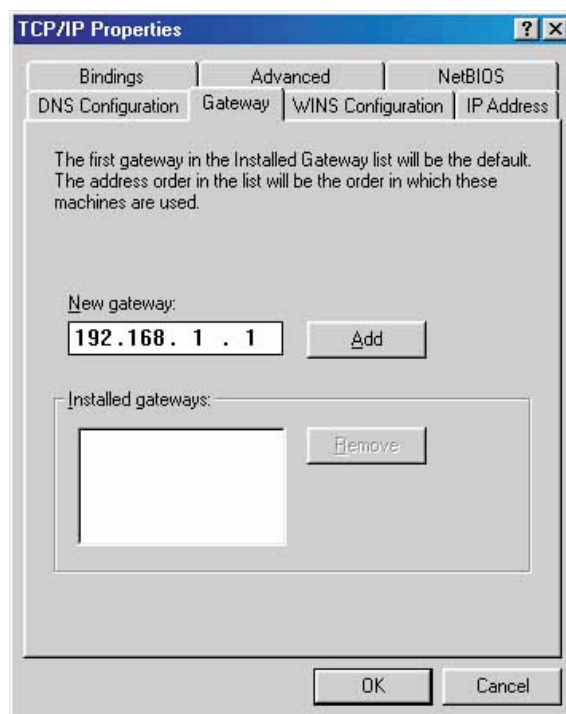 TCP/IP Properties
Bindings Advanced NetBIOS
DNS Configuration Gateway WINS Configuration IP Address
The first gateway in the Installed Gateway list will be the default.
The address order in the list will be the order in which these
machines are used.
New gateway:
192.168. 1 . 1 Add
Installed gateways:
Remove
OK Cancel